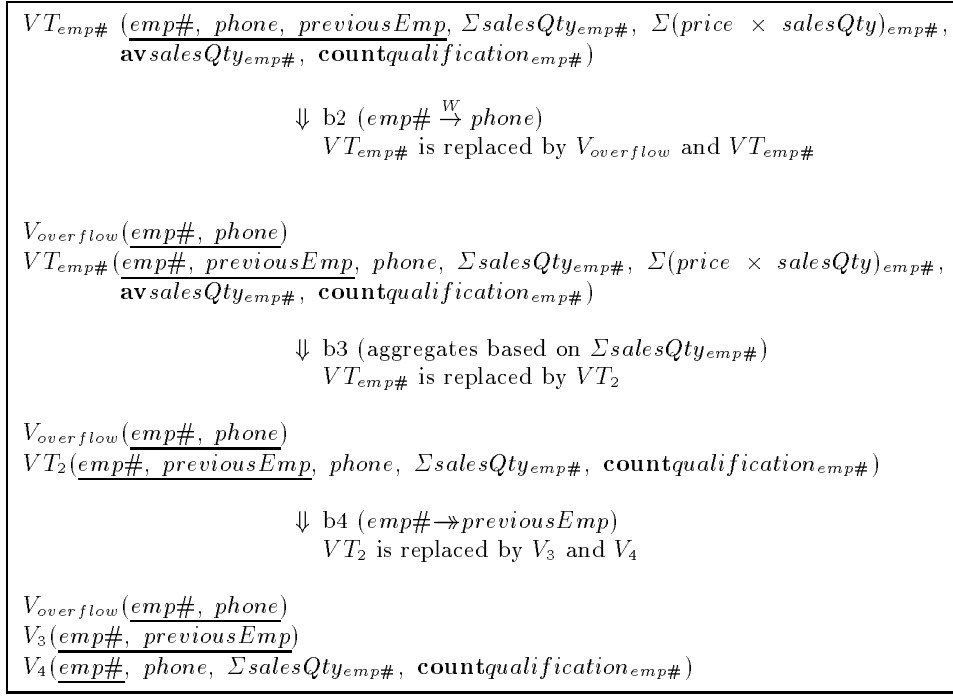 VT_emp# (emp#, phone, previousEmp, ΣsalesQty_emp#, Σ(price × salesQty)_emp#,
avsalesQty_emp#, countqualification_emp#)
⇓ b2 (emp# →^W phone)
VT_emp# is replaced by V_overflow and VT_emp#
V_overflow(emp#, phone)
VT_emp#(emp#, previousEmp, phone, ΣsalesQty_emp#, Σ(price × salesQty)_emp#,
avsalesQty_emp#, countqualification_emp#)
⇓ b3 (aggregates based on ΣsalesQty_emp#)
VT_emp# is replaced by VT_2
V_overflow(emp#, phone)
VT_2(emp#, previousEmp, phone, ΣsalesQty_emp#, countqualification_emp#)
⇓ b4 (emp#↠previousEmp)
VT_2 is replaced by V_3 and V_4
V_overflow(emp#, phone)
V_3(emp#, previousEmp)
V_4(emp#, phone, ΣsalesQty_emp#, countqualification_emp#)